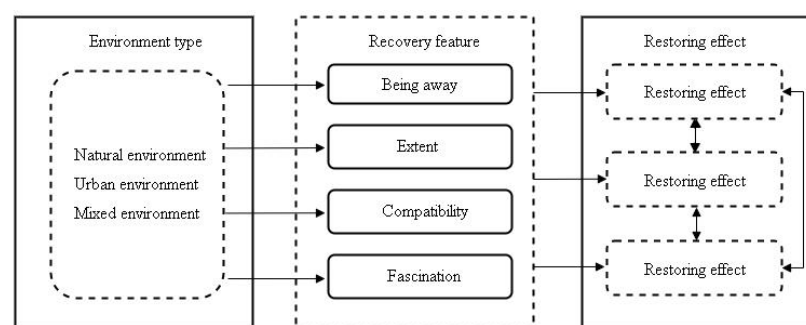 Environment type
Natural environment
Urban environment
Mixed environment
Recovery feature
Being away
Extent
Compatibility
Fascination
Restoring effect
Restoring effect
Restoring effect
Restoring effect